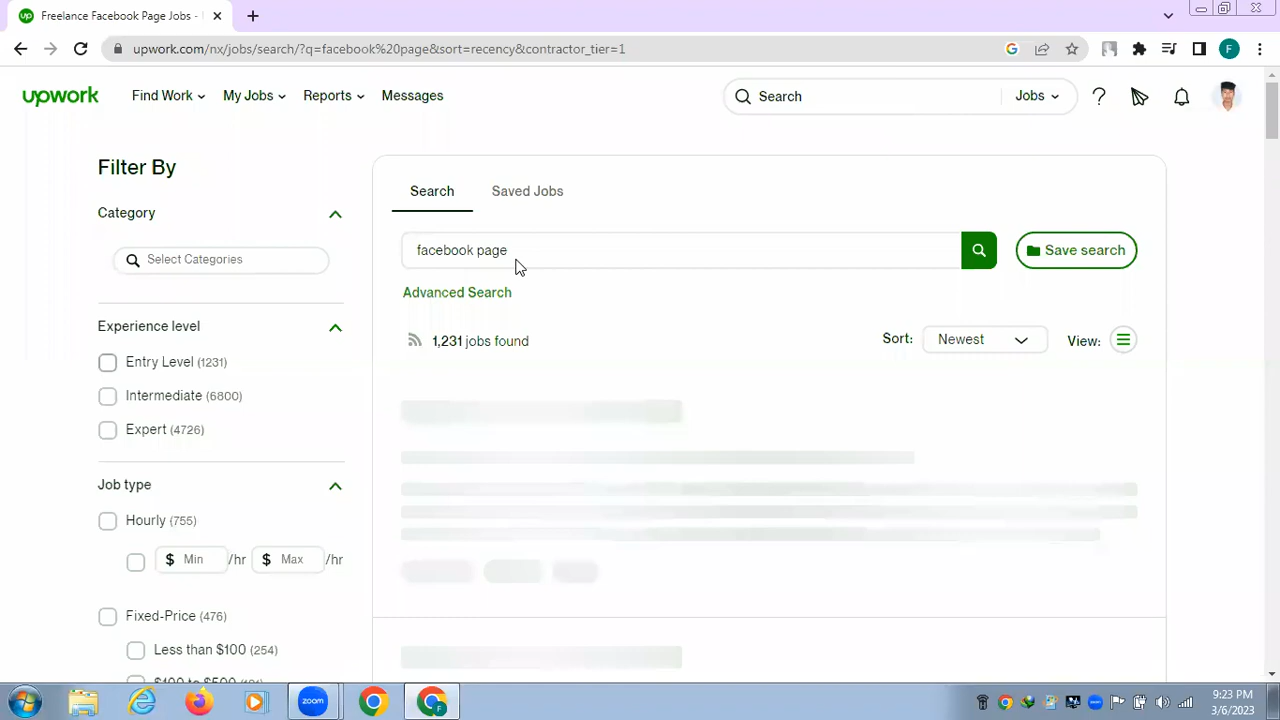 up Freelance Facebook Page Jobs -
upwork.com/nx/jobs/search/?q=facebook%20page&sort=recency&contractor_tier=1
F
upwork Find Work My Jobs Reports Messages Search Jobs
Filter By
Search Saved Jobs
Category
Select Categories
facebook page Save search
Advanced Search
Experience level
1,231 jobs found Sort: Newest View:
Entry Level (1231)
Intermediate (6800)
Expert (4726)
Job type
Hourly (755)
$ Min /hr $ Max /hr
Fixed-Price (476)
Less than $100 (254)
zoom F
9:23 PM
3/6/2023